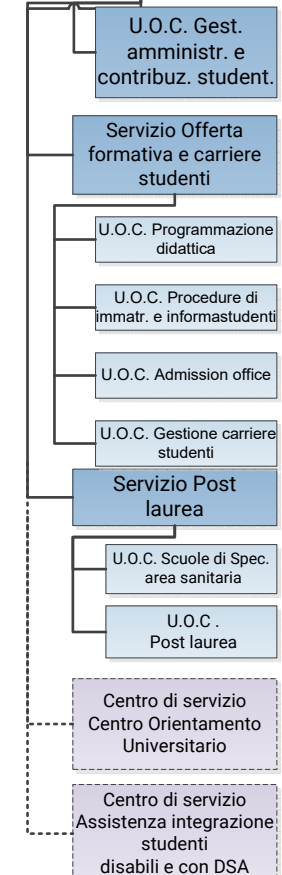 U.O.C. Gest.
amministr. e
contribuz. student.
Servizio Offerta
formativa e carriere
studenti
U.O.C. Programmazione
didattica
U.O.C. Procedure di
immatr. e informastudenti
U.O.C. Admission office
U.O.C. Gestione carriere
studenti
Servizio Post
laurea
U.O.C. Scuole di Spec.
area sanitaria
U.O.C .
Post laurea
Centro di servizio
Centro Orientamento
Universitario
Centro di servizio
Assistenza integrazione
studenti
disabili e con DSA